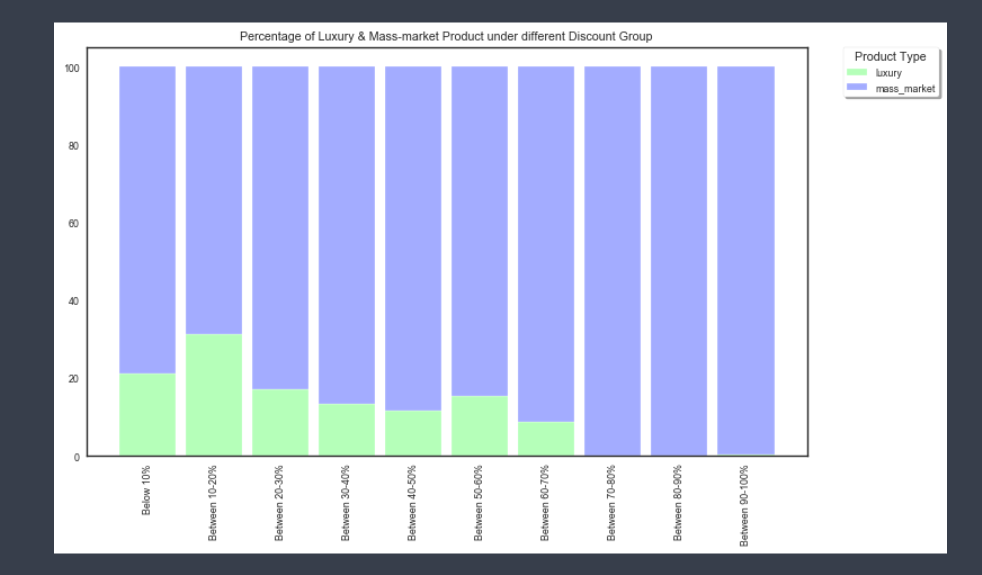 Percentage of Luxury & Mass-market Product under different Discount Group
Product Type
luxury
mass_market
100
80
60
40
20
0
Below 10%
Between 10-20%
Between 20-30%
Between 30-40%
Between 40-50%
Between 50-60%
Between 60-70%
Between 70-80%
Between 80-90%
Between 90-100%